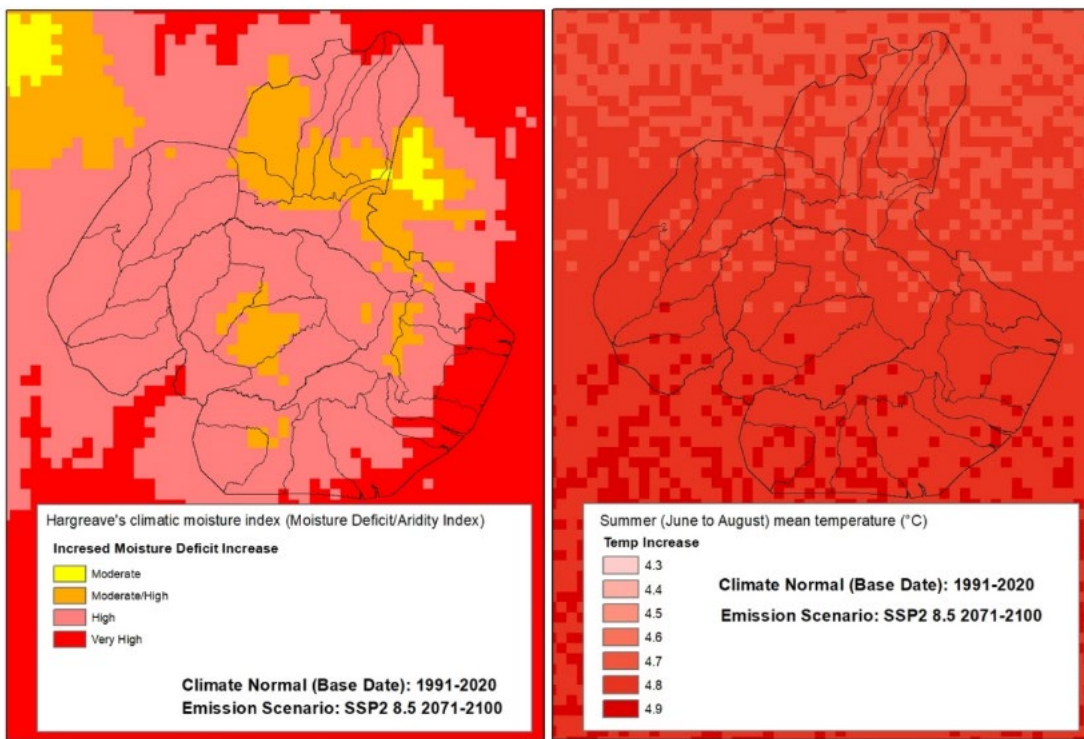 Hargreave's climatic moisture index (Moisture Deficit/Aridity Index)
Incresed Moisture Deficit Increase
Moderate
Moderate/High
High
Very High
Climate Normal (Base Date): 1991-2020
Emission Scenario: SSP2 8.5 2071-2100
Summer (June to August) mean temperature (°C)
Temp Increase
4.3
4.4
4.5
4.6
4.7
4.8
4.9
Climate Normal (Base Date): 1991-2020
Emission Scenario: SSP2 8.5 2071-2100